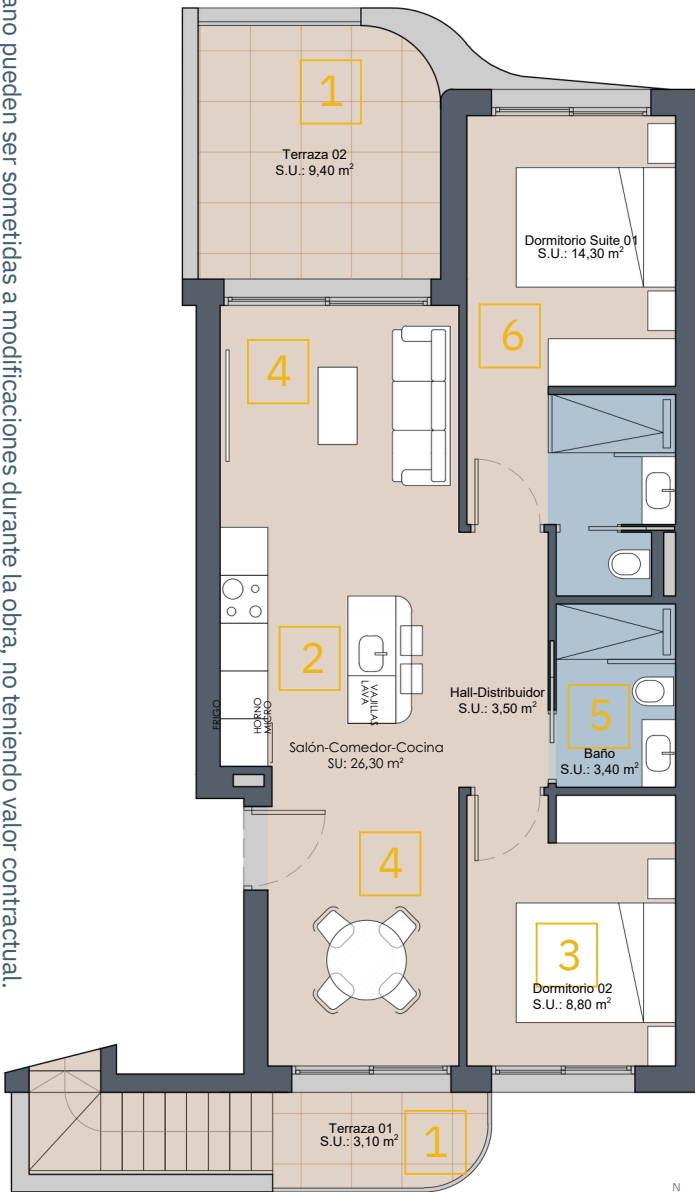 ano pueden ser sometidas a modificaciones durante la obra, no teniendo valor contractual.
1
Terraza 02
S.U.: 9,40 m²
Dormitorio Suite 01
S.U.: 14,30 m²
6
4
2
VAJILLAS
LAVA
FRIGO
HORNO
MICRO
Hall-Distribuidor
S.U.: 3,50 m²
5
Baño
S.U.: 3,40 m²
Salón-Comedor-Cocina
SU: 26,30 m²
4
3
Dormitorio 02
S.U.: 8,80 m²
Terraza 01
S.U.: 3,10 m²
1
N